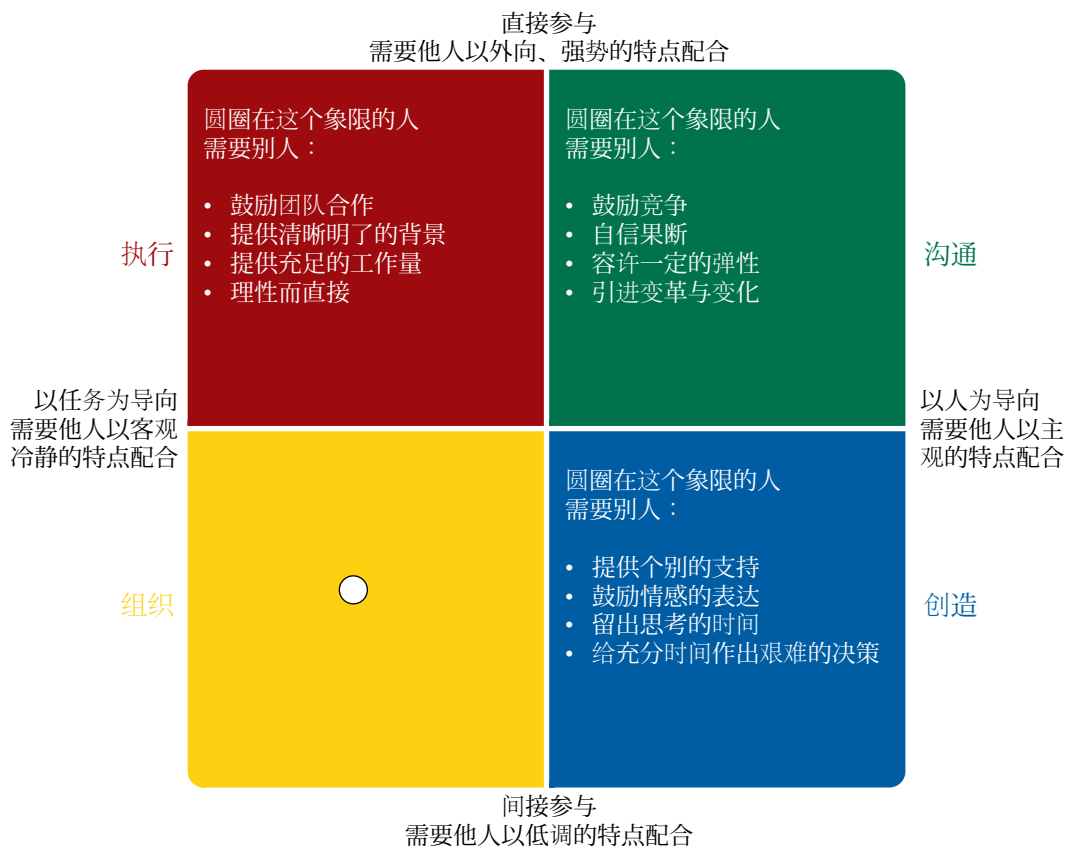 直接参与
需要他人以外向、强势的特点配合
圆圈在这个象限的人
需要别人：
• 鼓励团队合作
• 提供清晰明了的背景
• 提供充足的工作量
• 理性而直接
圆圈在这个象限的人
需要别人：
• 鼓励竞争
• 自信果断
• 容许一定的弹性
• 引进变革与变化
执行
沟通
以任务为导向
需要他人以客观
冷静的特点配合
以人为导向
需要他人以主
观的特点配合
圆圈在这个象限的人
需要别人：
• 提供个别的支持
• 鼓励情感的表达
• 留出思考的时间
• 给充分时间作出艰难的决策
组织
创造
间接参与
需要他人以低调的特点配合